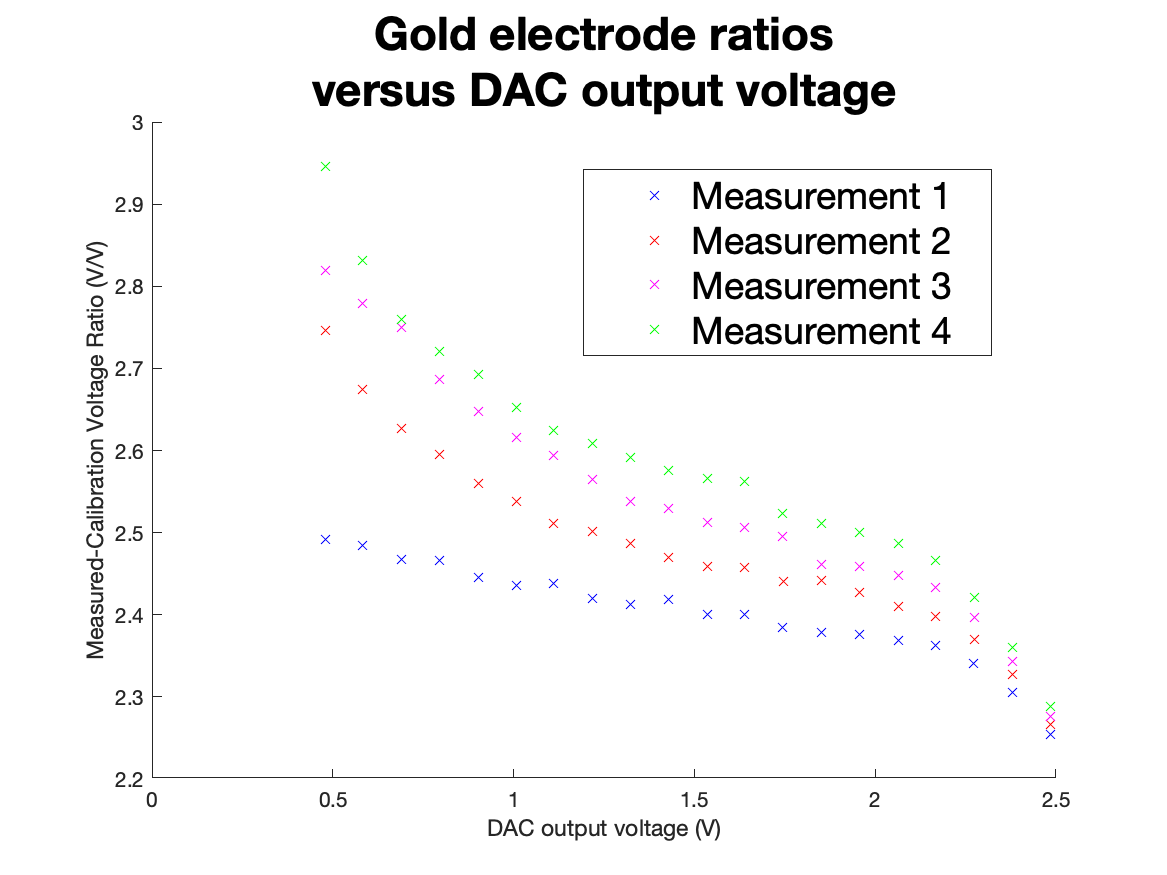 Gold electrode ratios
versus DAC output voltage
3
2.9
2.8
2.7
2.6
2.5
2.4
2.3
2.2
Measured-Calibration Voltage Ratio (V/V)
Measurement 1
Measurement 2
Measurement 3
Measurement 4
0 0.5 1 1.5 2 2.5
DAC output voltage (V)